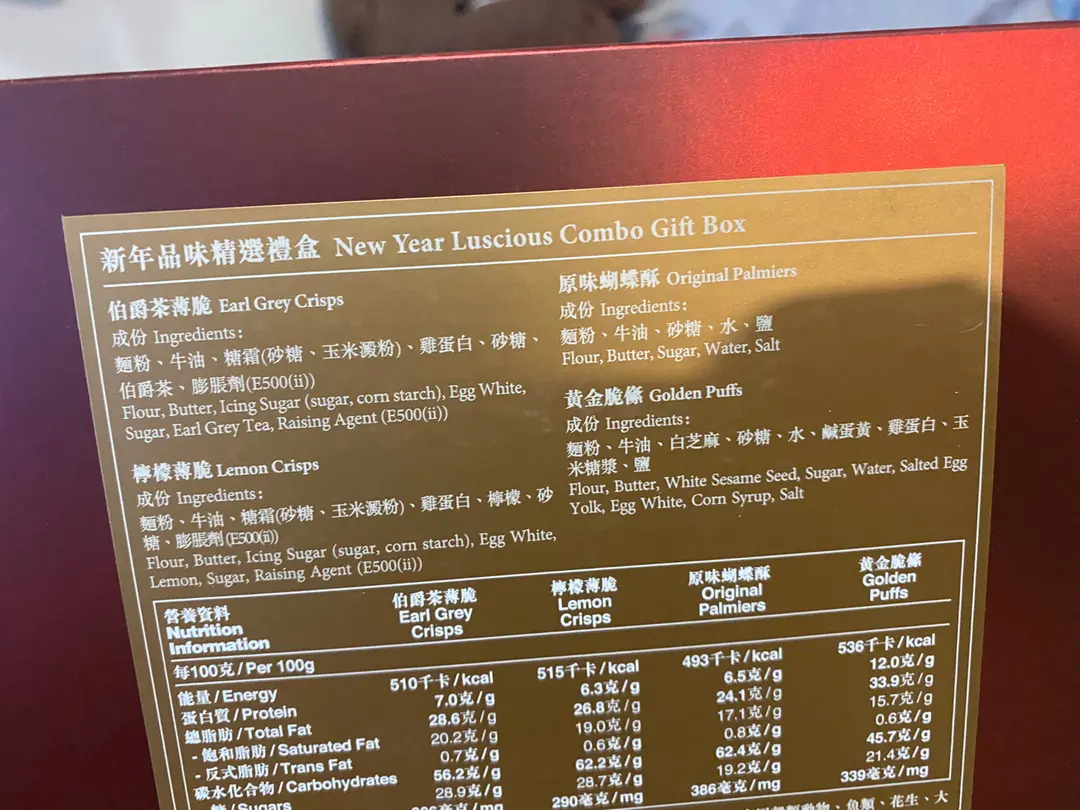 新年品味精選禮盒 New Year Luscious Combo Gift Box
伯爵茶薄脆 Earl Grey Crisps
成份 Ingredients:
麵粉、牛油、糖霜(砂糖、玉米澱粉)、雞蛋白、砂糖、
伯爵茶、膨脹劑(E500(ii))
Flour, Butter, Icing Sugar (sugar, corn starch), Egg White,
Sugar, Earl Grey Tea, Raising Agent (E500(ii))
檸檬薄脆 Lemon Crisps
成份 Ingredients:
麵粉、牛油、糖霜(砂糖、玉米澱粉)、雞蛋白、檸檬、砂
糖、膨脹劑(E500(ii))
Flour, Butter, Icing Sugar (sugar, corn starch), Egg White,
Lemon, Sugar, Raising Agent (E500(ii))
原味蝴蝶酥 Original Palmiers
成份 Ingredients:
麵粉、牛油、砂糖、水、鹽
Flour, Butter, Sugar, Water, Salt
黃金脆條 Golden Puffs
成份 Ingredients:
麵粉、牛油、白芝麻、砂糖、水、鹹蛋黃、雞蛋白、玉
米糖漿、鹽
Flour, Butter, White Sesame Seed, Sugar, Water, Salted Egg
Yolk, Egg White, Corn Syrup, Salt
營養資料
Nutrition
Information
伯爵茶薄脆
Earl Grey
Crisps
檸檬薄脆
Lemon
Crisps
原味蝴蝶酥
Original
Palmiers
黃金脆條
Golden
Puffs
每100克/Per 100g
能量/Energy 510千卡/kcal 515千卡/kcal 493千卡/kcal 536千卡/kcal
蛋白質/Protein 7.0克/g 6.3克/g 6.5克/g 12.0克/g
總脂肪/Total Fat 28.6克/g 26.8克/g 24.1克/g 33.9克/g
- 飽和脂肪/Saturated Fat 20.2克/g 19.0克/g 17.1克/g 15.7克/g
- 反式脂肪/Trans Fat 0.7克/g 0.6克/g 0.8克/g 0.6克/g
碳水化合物/Carbohydrates 56.2克/g 62.2克/g 62.4克/g 45.7克/g
糖/Sugars 28.9克/g 28.7克/g 19.2克/g 21.4克/g
毫克/mg 290毫克/mg 386毫克/mg 339毫克/mg
動物、魚類、花生、大